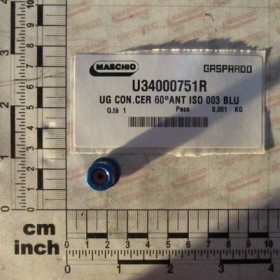 MASCHIO GASPARDO
U34000751R
UG CON.CER 60°ANT ISO 003 BLU
Q.tà 1 Peso 0,001 KG
cm
inch